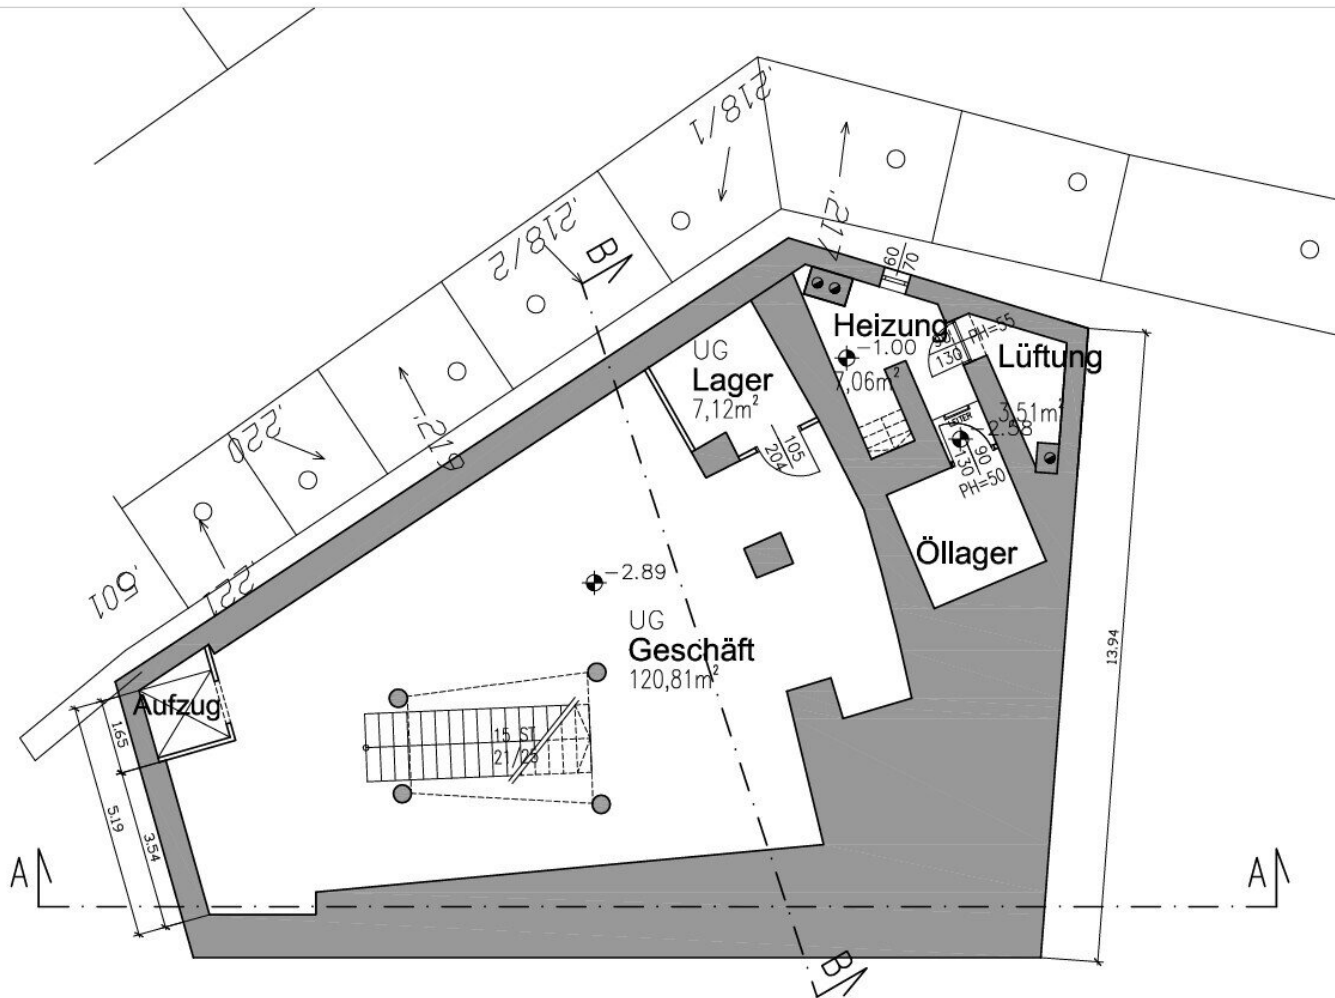 .218/1
.217
.218/2
B
60
70
Heizung
-1.00
7,06m²
90
130
PH=55
Lüftung
3,51m²
UG
Lager
7,12m²
105
204
-2.58
90
130
PH=50
.219
.220
Öllager
.501
-2.89
UG
Geschäft
120,81m²
13.94
Aufzug
1.65
15 ST
21/25
5.19
3.54
A
A
B